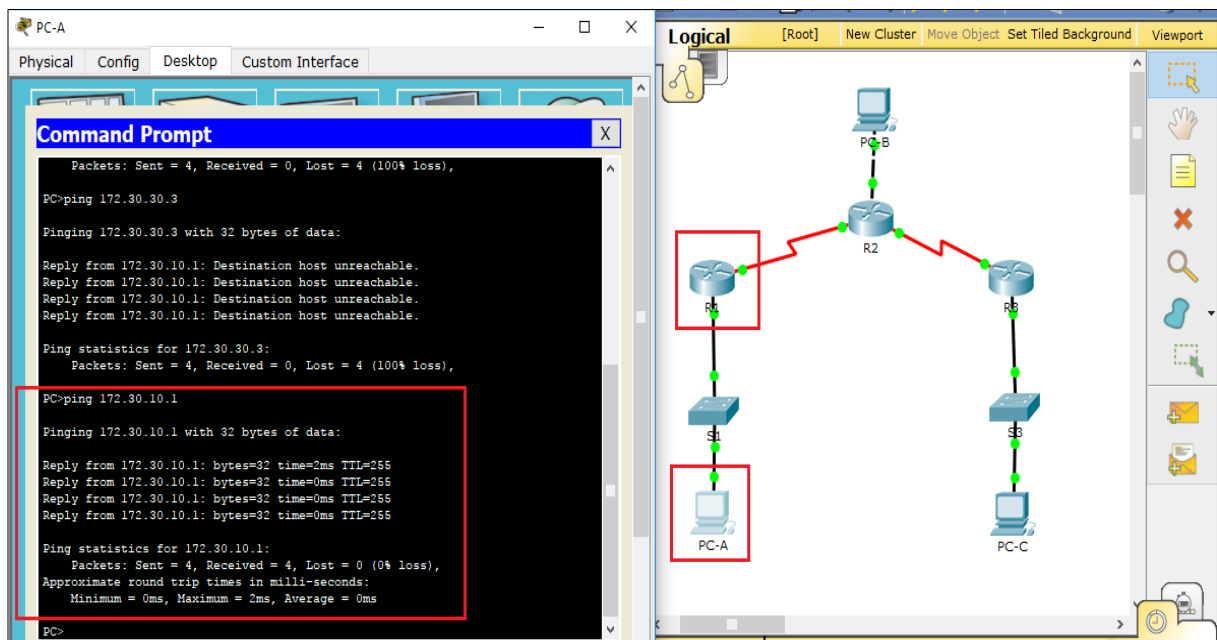 PC-A
Physical Config Desktop Custom Interface
Command Prompt
X
Packets: Sent = 4, Received = 0, Lost = 4 (100% loss),
PC>ping 172.30.30.3
Pinging 172.30.30.3 with 32 bytes of data:
Reply from 172.30.10.1: Destination host unreachable.
Reply from 172.30.10.1: Destination host unreachable.
Reply from 172.30.10.1: Destination host unreachable.
Reply from 172.30.10.1: Destination host unreachable.
Ping statistics for 172.30.30.3:
Packets: Sent = 4, Received = 0, Lost = 4 (100% loss),
PC>ping 172.30.10.1
Pinging 172.30.10.1 with 32 bytes of data:
Reply from 172.30.10.1: bytes=32 time=2ms TTL=255
Reply from 172.30.10.1: bytes=32 time=0ms TTL=255
Reply from 172.30.10.1: bytes=32 time=0ms TTL=255
Reply from 172.30.10.1: bytes=32 time=0ms TTL=255
Ping statistics for 172.30.10.1:
Packets: Sent = 4, Received = 4, Lost = 0 (0% loss),
Approximate round trip times in milli-seconds:
Minimum = 0ms, Maximum = 2ms, Average = 0ms
PC>
Logical [Root] New Cluster Move Object Set Tiled Background Viewport
PC-B
R2
R1
R3
S1
S3
PC-A
PC-C